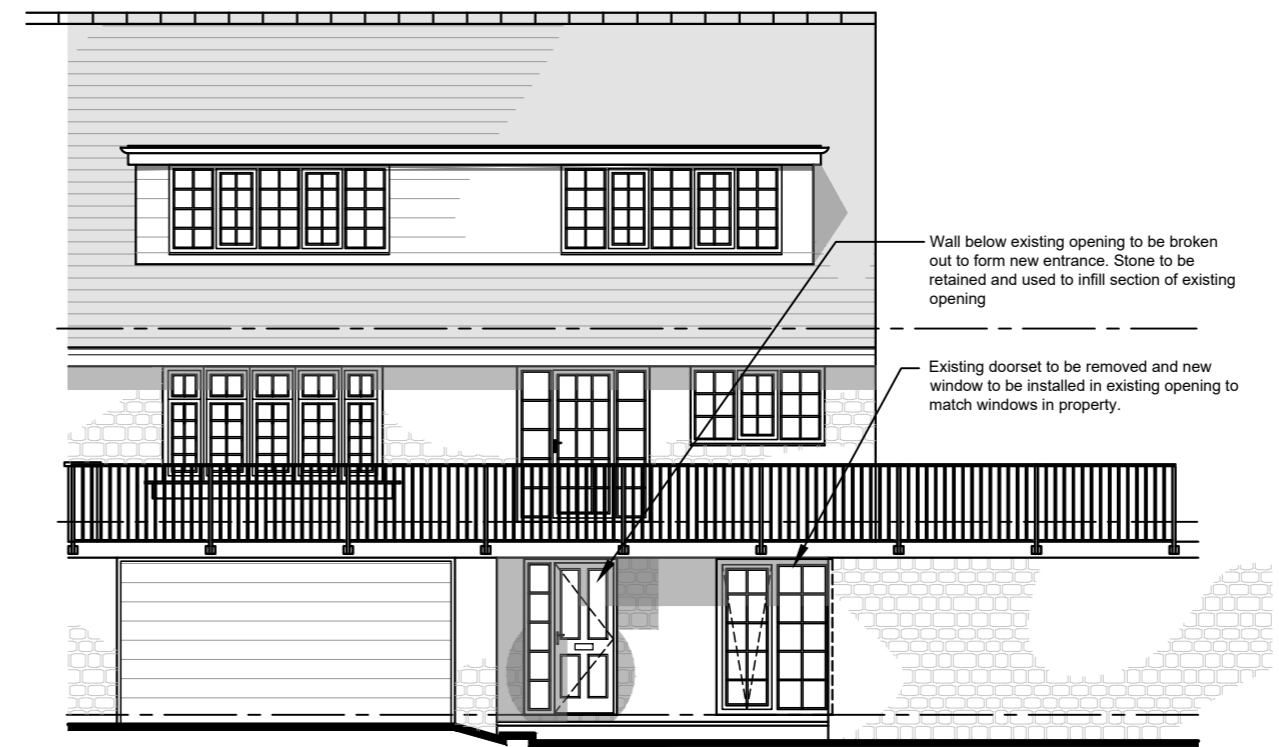 Wall below existing opening to be broken
out to form new entrance. Stone to be
retained and used to infill section of existing
opening
Existing doorset to be removed and new
window to be installed in existing opening to
match windows in property.